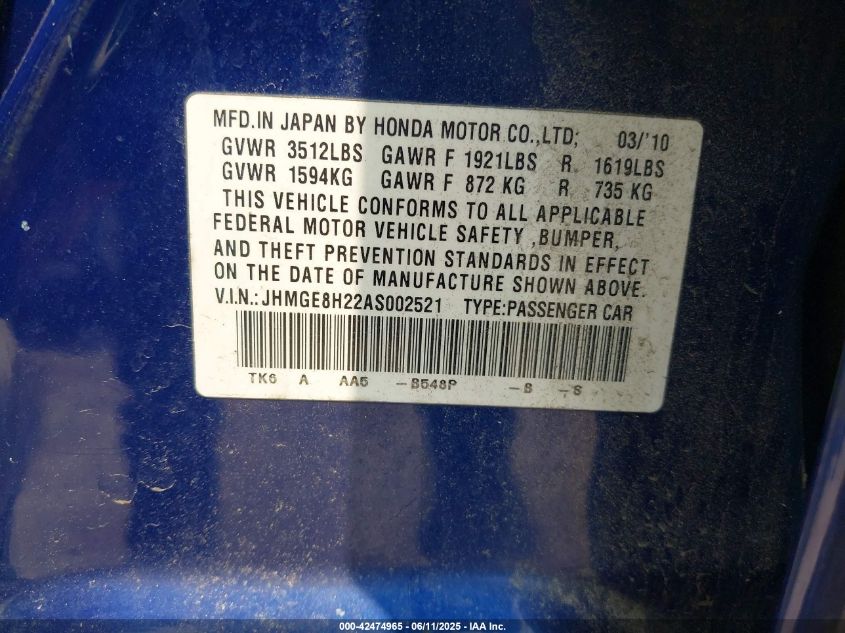 MFD.IN JAPAN BY HONDA MOTOR CO.,LTD; 03/'10
GVWR 3512LBS GAWR F 1921LBS R 1619LBS
GVWR 1594KG GAWR F 872 KG R 735 KG
THIS VEHICLE CONFORMS TO ALL APPLICABLE
FEDERAL MOTOR VEHICLE SAFETY ,BUMPER,
AND THEFT PREVENTION STANDARDS IN EFFECT
ON THE DATE OF MANUFACTURE SHOWN ABOVE.
V.I.N.:JHMGE8H22AS002521 TYPE:PASSENGER CAR
TK6 A AA5 -B548P -B -S
000-42474965 - 06/11/2025 - IAA Inc.